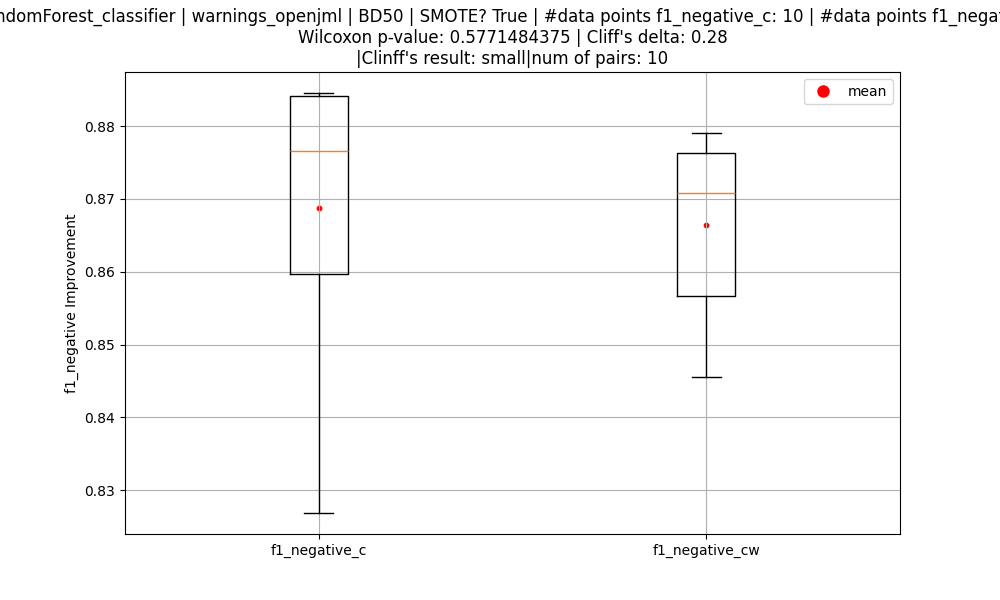 ndomForest_classifier | warnings_openjml | BD50 | SMOTE? True | #data points f1_negative_c: 10 | #data points f1_nega
Wilcoxon p-value: 0.5771484375 | Cliff's delta: 0.28
|Clinff's result: small|num of pairs: 10
mean
0.88
0.87
0.86
0.85
0.84
0.83
f1_negative Improvement
f1_negative_c
f1_negative_cw